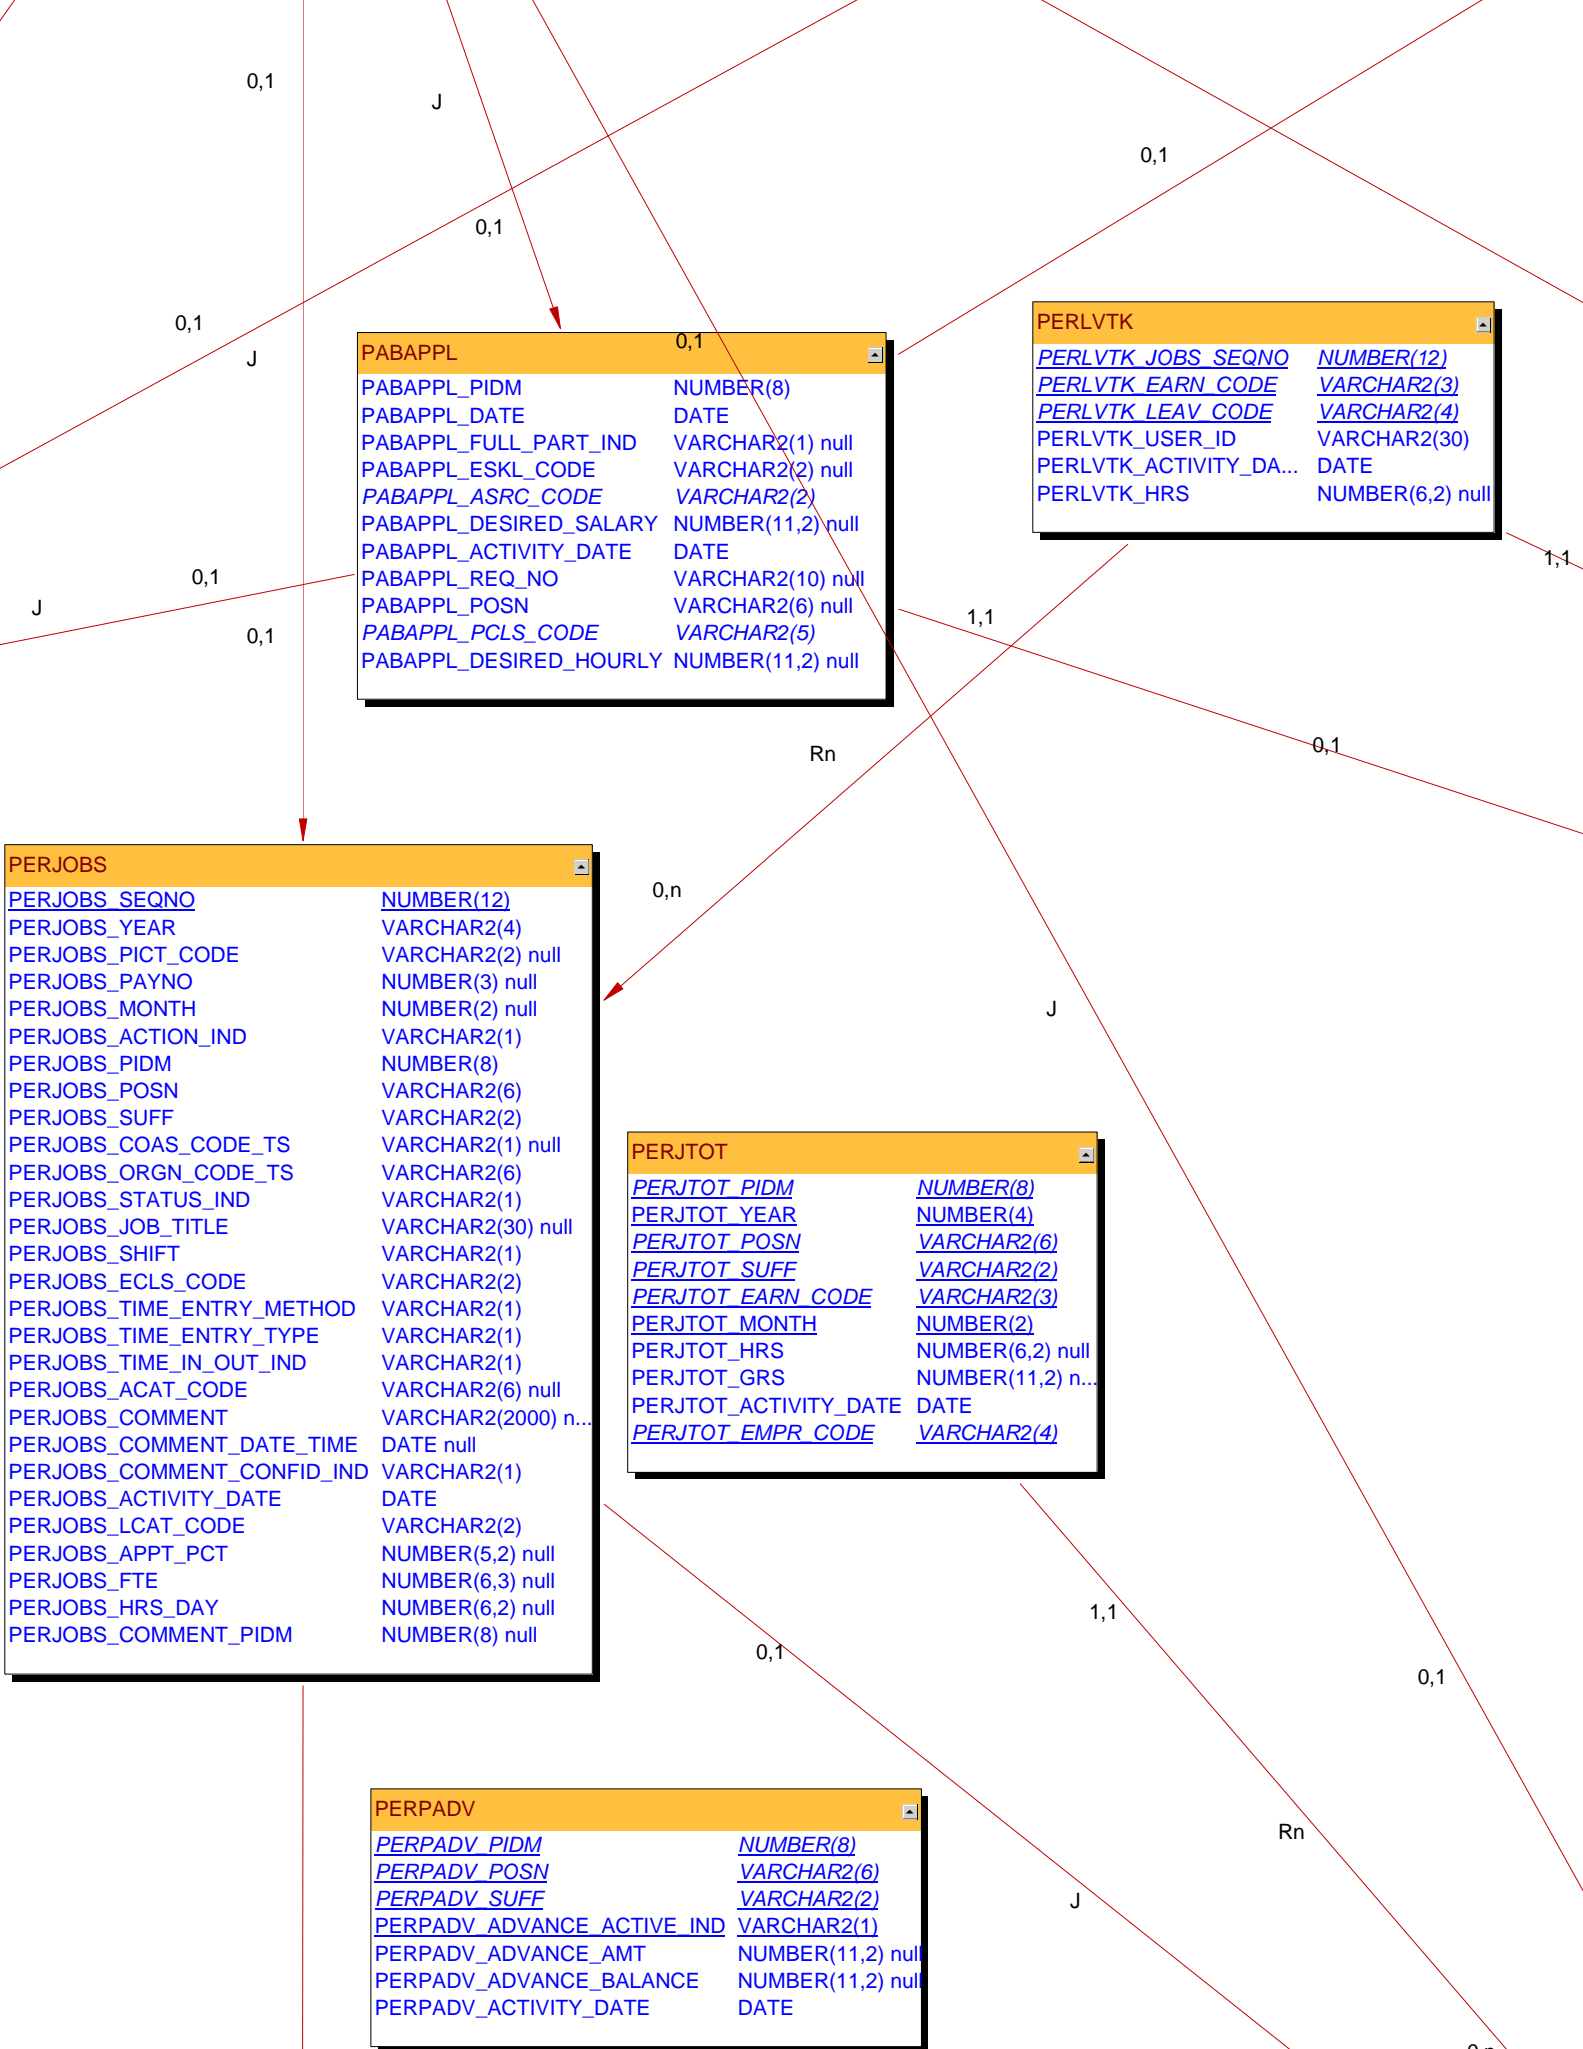 0,1
J
0,1
0,1
0,1
J
0,1
PABAPPL
PABAPPL_PIDM NUMBER(8)
PABAPPL_DATE DATE
PABAPPL_FULL_PART_IND VARCHAR2(1) null
PABAPPL_ESKL_CODE VARCHAR2(2) null
PABAPPL_ASRC_CODE VARCHAR2(2)
PABAPPL_DESIRED_SALARY NUMBER(11,2) null
PABAPPL_ACTIVITY_DATE DATE
PABAPPL_REQ_NO VARCHAR2(10) null
PABAPPL_POSN VARCHAR2(6) null
PABAPPL_PCLS_CODE VARCHAR2(5)
PABAPPL_DESIRED_HOURLY NUMBER(11,2) null
PERLVTK
PERLVTK_JOBS_SEQNO NUMBER(12)
PERLVTK_EARN_CODE VARCHAR2(3)
PERLVTK_LEAV_CODE VARCHAR2(4)
PERLVTK_USER_ID VARCHAR2(30)
PERLVTK_ACTIVITY_DA... DATE
PERLVTK_HRS NUMBER(6,2) null
1,1
0,1
J
0,1
1,1
0,1
Rn
0,n
J
PERJOBS
PERJOBS_SEQNO NUMBER(12)
PERJOBS_YEAR VARCHAR2(4)
PERJOBS_PICT_CODE VARCHAR2(2) null
PERJOBS_PAYNO NUMBER(3) null
PERJOBS_MONTH NUMBER(2) null
PERJOBS_ACTION_IND VARCHAR2(1)
PERJOBS_PIDM NUMBER(8)
PERJOBS_POSN VARCHAR2(6)
PERJOBS_SUFF VARCHAR2(2)
PERJOBS_COAS_CODE_TS VARCHAR2(1) null
PERJOBS_ORGN_CODE_TS VARCHAR2(6)
PERJOBS_STATUS_IND VARCHAR2(1)
PERJOBS_JOB_TITLE VARCHAR2(30) null
PERJOBS_SHIFT VARCHAR2(1)
PERJOBS_ECLS_CODE VARCHAR2(2)
PERJOBS_TIME_ENTRY_METHOD VARCHAR2(1)
PERJOBS_TIME_ENTRY_TYPE VARCHAR2(1)
PERJOBS_TIME_IN_OUT_IND VARCHAR2(1)
PERJOBS_ACAT_CODE VARCHAR2(6) null
PERJOBS_COMMENT VARCHAR2(2000) n...
PERJOBS_COMMENT_DATE_TIME DATE null
PERJOBS_COMMENT_CONFID_IND VARCHAR2(1)
PERJOBS_ACTIVITY_DATE DATE
PERJOBS_LCAT_CODE VARCHAR2(2)
PERJOBS_APPT_PCT NUMBER(5,2) null
PERJOBS_FTE NUMBER(6,3) null
PERJOBS_HRS_DAY NUMBER(6,2) null
PERJOBS_COMMENT_PIDM NUMBER(8) null
PERJTOT
PERJTOT_PIDM NUMBER(8)
PERJTOT_YEAR NUMBER(4)
PERJTOT_POSN VARCHAR2(6)
PERJTOT_SUFF VARCHAR2(2)
PERJTOT_EARN_CODE VARCHAR2(3)
PERJTOT_MONTH NUMBER(2)
PERJTOT_HRS NUMBER(6,2) null
PERJTOT_GRS NUMBER(11,2) n...
PERJTOT_ACTIVITY_DATE DATE
PERJTOT_EMPR_CODE VARCHAR2(4)
1,1
0,1
0,1
Rn
J
PERPADV
PERPADV_PIDM NUMBER(8)
PERPADV_POSN VARCHAR2(6)
PERPADV_SUFF VARCHAR2(2)
PERPADV_ADVANCE_ACTIVE_IND VARCHAR2(1)
PERPADV_ADVANCE_AMT NUMBER(11,2) null
PERPADV_ADVANCE_BALANCE NUMBER(11,2) null
PERPADV_ACTIVITY_DATE DATE